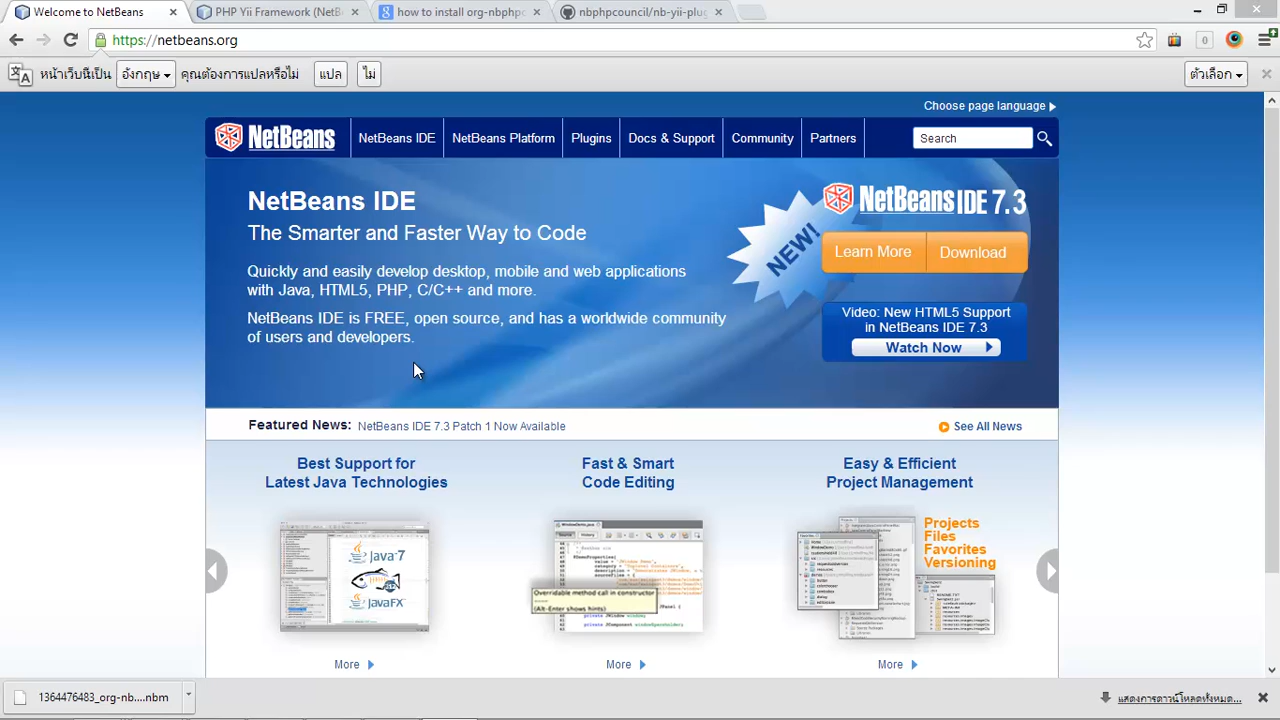 Welcome to NetBeans
PHP Yii Framework (NetB
how to install org-nbphpc
nbphpcouncil/nb-yii-plug
https://netbeans.org
0
หน้าเว็บนี้เป็น อังกฤษ คุณต้องการแปลหรือไม่ แปล ไม่
ตัวเลือก
Choose page language
NetBeans
NetBeans IDE
NetBeans Platform
Plugins
Docs & Support
Community
Partners
Search
NetBeans IDE
The Smarter and Faster Way to Code
Quickly and easily develop desktop, mobile and web applications
with Java, HTML5, PHP, C/C++ and more.
NetBeans IDE is FREE, open source, and has a worldwide community
of users and developers.
NEW!
NetBeans IDE 7.3
Learn More
Download
Video: New HTML5 Support
in NetBeans IDE 7.3
Watch Now
Featured News: NetBeans IDE 7.3 Patch 1 Now Available
See All News
Best Support for
Latest Java Technologies
Fast & Smart
Code Editing
Easy & Efficient
Project Management
Java 7
JavaFX
Overridable method call in constructor
(Alt-Enter shows hints)
Projects
Files
Favorites
Versioning
More
More
More
1364476483_org-nb....nbm
แสดงการดาวน์โหลดทั้งหมด...